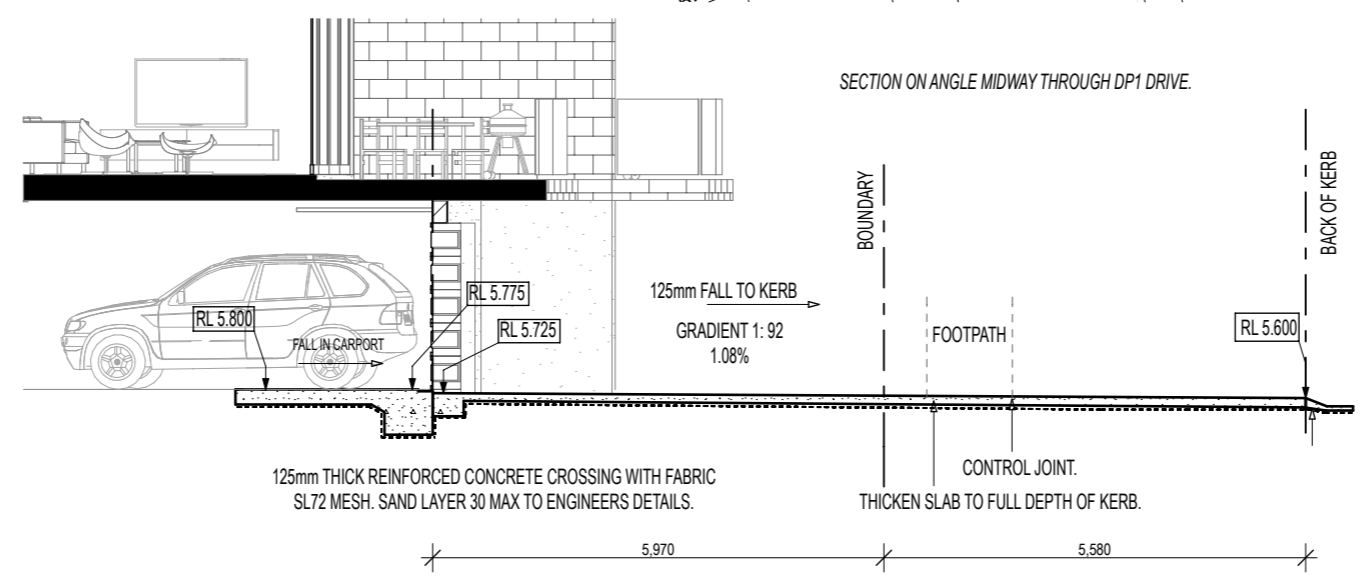 SECTION ON ANGLE MIDWAY THROUGH DP1 DRIVE.
BOUNDARY
BACK OF KERB
RL 5.800
FALL IN CARPORT
RL 5.775
RL 5.725
125mm FALL TO KERB
GRADIENT 1: 92
1.08%
FOOTPATH
RL 5.600
125mm THICK REINFORCED CONCRETE CROSSING WITH FABRIC
SL72 MESH. SAND LAYER 30 MAX TO ENGINEERS DETAILS.
CONTROL JOINT.
THICKEN SLAB TO FULL DEPTH OF KERB.
5,970
5,580